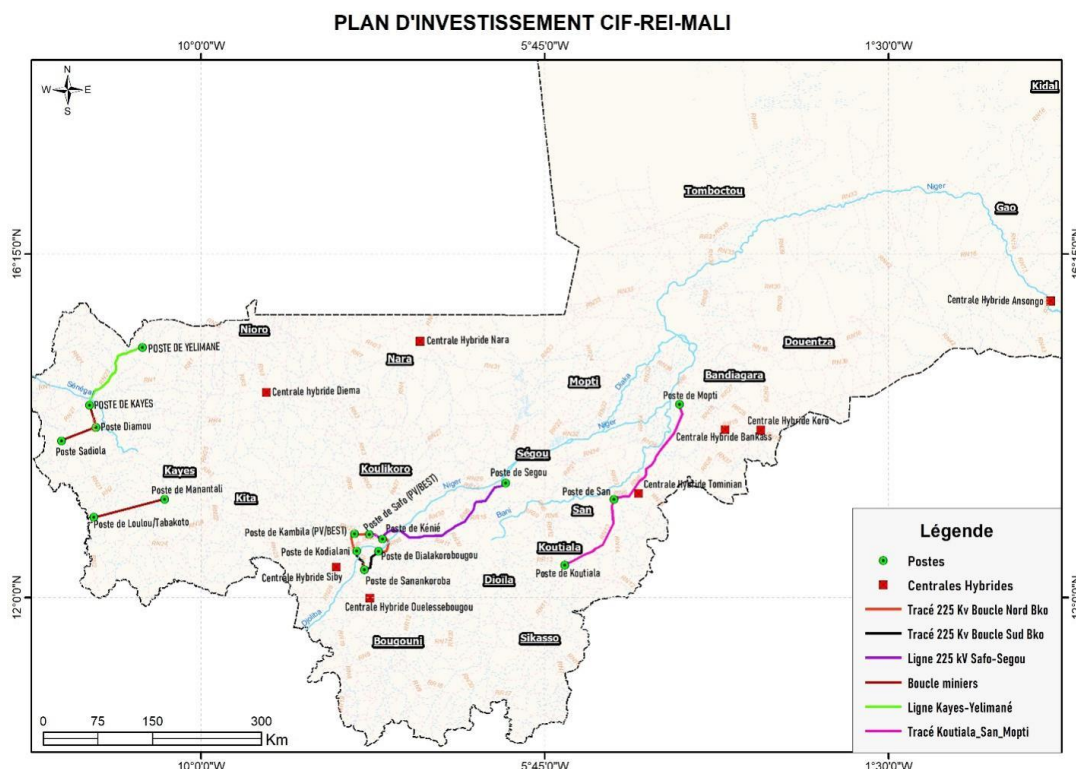 PLAN D'INVESTISSEMENT CIF-REI-MALI
10°0'0"W
5°45'0"W
1°30'0"W
N
W
E
S
Kidal
Tomboctou
Niger
Gao
16°15'0"N
16°15'0"N
Centrale Hybride Ansongo
Nioro
Centrale Hybride Nara
Douentza
POSTE DE YELIMANE
Nara
Mopti
Diaka
Bandiagara
Sénégal
Centrale hybride Diema
POSTE DE KAYES
Poste de Mopti
Poste Diamou
Niger
Centrale Hybride Koro
Centrale Hybride Bankass
Poste Sadiola
Ségou
Kayes
Koulikoro
Poste de Segou
Poste de Manantali
Kita
Niger
Poste de San
Centrale Hybride Tominian
Poste de Safo (PV/BEST)
Bani
San
Poste de Loulou/Tabakoto
Poste de Kambila (PV/BEST)
Poste de Kénié
Koutiala
Poste de Kodialani
Poste de Dialakorobougou
Poste de Koutiala
Centrale Hybride Siby
Poste de Sanankoroba
Dioïla
12°0'0"N
12°0'0"N
Centrale Hybride Ouelessebougou
Djoliba
Bougouni
Sikasso
Légende
Postes
Centrales Hybrides
Tracé 225 Kv Boucle Nord Bko
Tracé 225 Kv Boucle Sud Bko
Ligne 225 kV Safo-Segou
Boucle miniers
Ligne Kayes-Yelimané
Tracé Koutiala_San_Mopti
0 75 150 300
Km
10°0'0"W
5°45'0"W
1°30'0"W